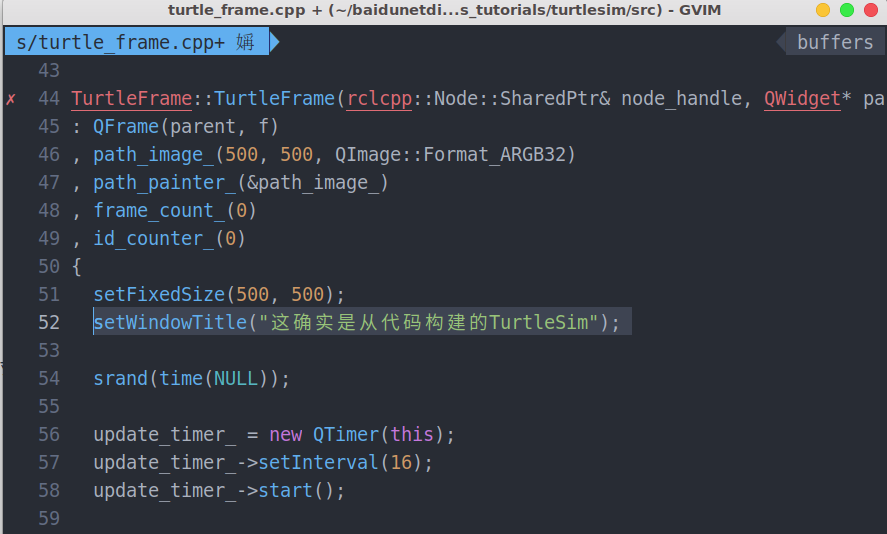 turtle_frame.cpp + (~/baidunetdi...s_tutorials/turtlesim/src) - GVIM
s/turtle_frame.cpp+ 婿 buffers
43
✗ 44 TurtleFrame::TurtleFrame(rclcpp::Node::SharedPtr& node_handle, QWidget* pa
45 : QFrame(parent, f)
46 , path_image_(500, 500, QImage::Format_ARGB32)
47 , path_painter_(&path_image_)
48 , frame_count_(0)
49 , id_counter_(0)
50 {
51 setFixedSize(500, 500);
52 setWindowTitle("这确实是从代码构建的TurtleSim");
53
54 srand(time(NULL));
55
56 update_timer_ = new QTimer(this);
57 update_timer_->setInterval(16);
58 update_timer_->start();
59